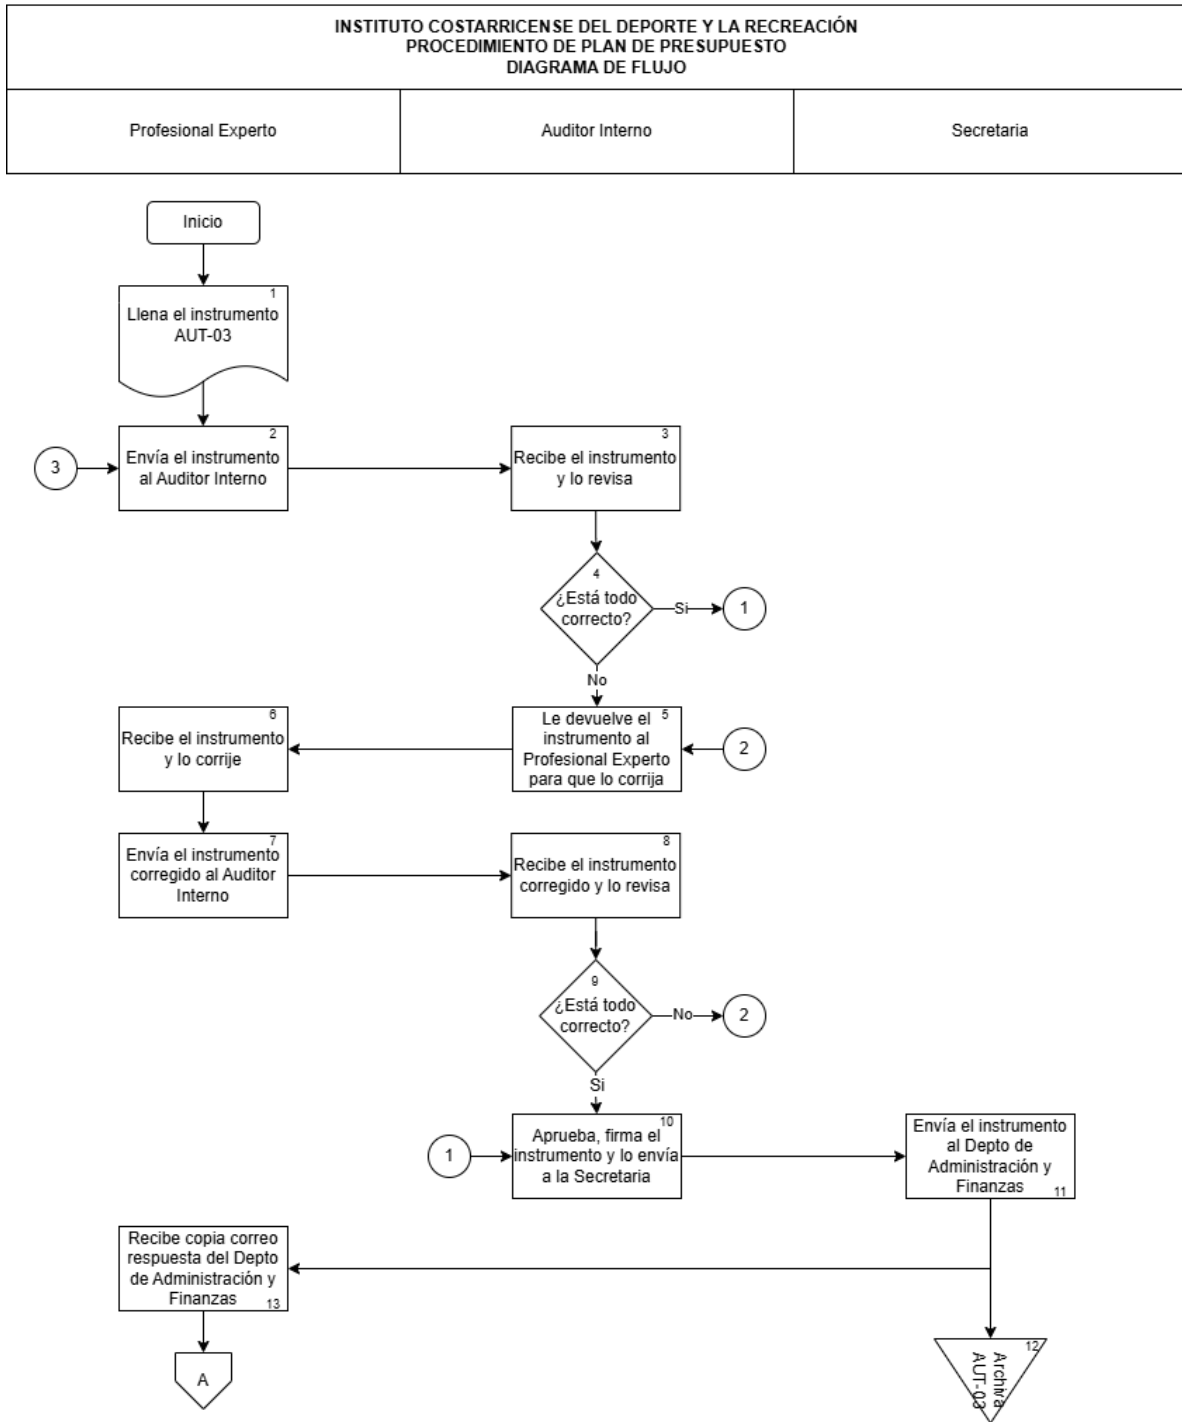 INSTITUTO COSTARRICENSE DEL DEPORTE Y LA RECREACIÓN
PROCEDIMIENTO DE PLAN DE PRESUPUESTO
DIAGRAMA DE FLUJO
Profesional Experto
Auditor Interno
Secretaria
Inicio
1
Llena el instrumento
AUT-03
3
2
Envía el instrumento
al Auditor Interno
3
Recibe el instrumento
y lo revisa
4
¿Está todo
correcto?
Si
1
No
6
Recibe el instrumento
y lo corrije
5
Le devuelve el
instrumento al
Profesional Experto
para que lo corrija
2
7
Envía el instrumento
corregido al Auditor
Interno
8
Recibe el instrumento
corregido y lo revisa
9
¿Está todo
correcto?
No
2
Si
1
10
Aprueba, firma el
instrumento y lo envía
a la Secretaria
Envía el instrumento
al Depto de
Administración y
Finanzas
11
Recibe copia correo
respuesta del Depto
de Administración y
Finanzas
13
A
12
Archiva
AUT-03